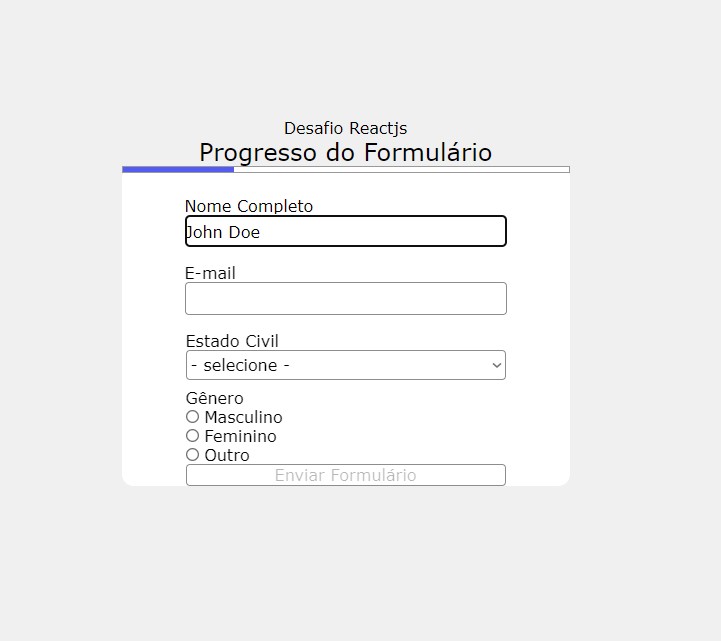 Desafio Reactjs
Progresso do Formulário
Nome Completo
John Doe
E-mail
Estado Civil
- selecione -
Gênero
Masculino
Feminino
Outro
Enviar Formulário